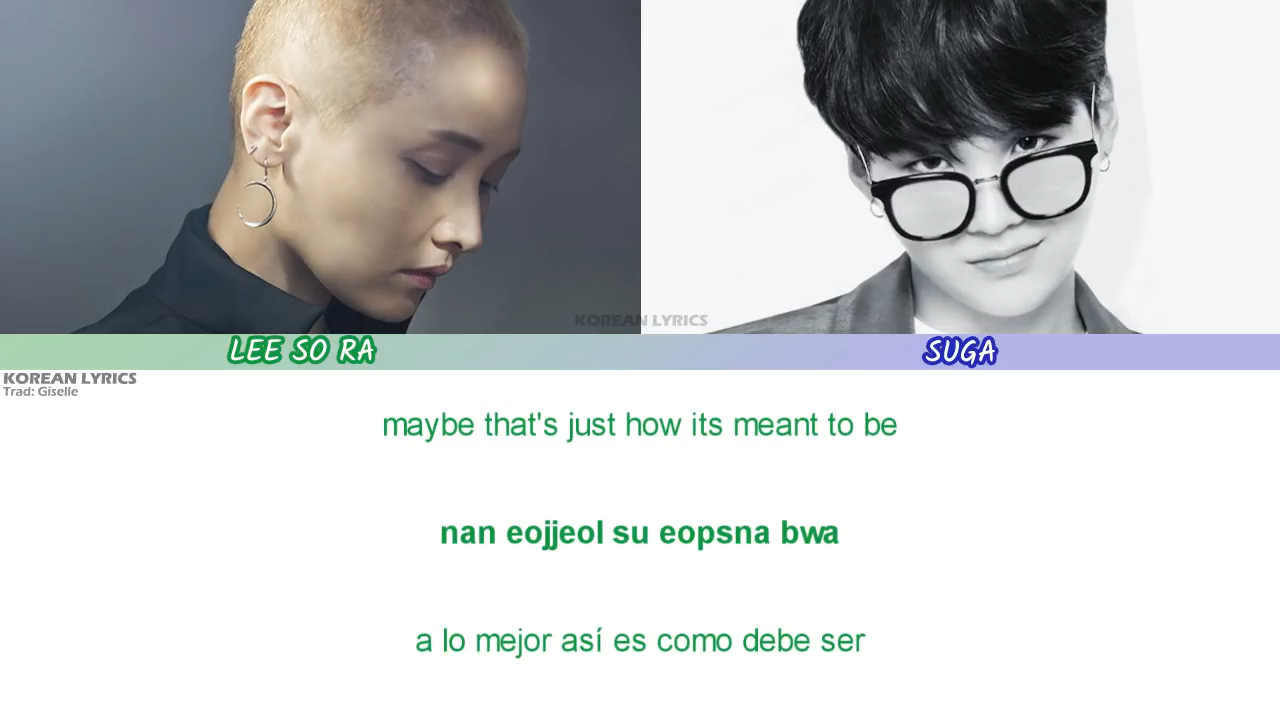 KOREAN LYRICS
LEE SO RA
SUGA
KOREAN LYRICS
Trad: Giselle
maybe that's just how its meant to be
nan eojjeol su eopsna bwa
a lo mejor así es como debe ser